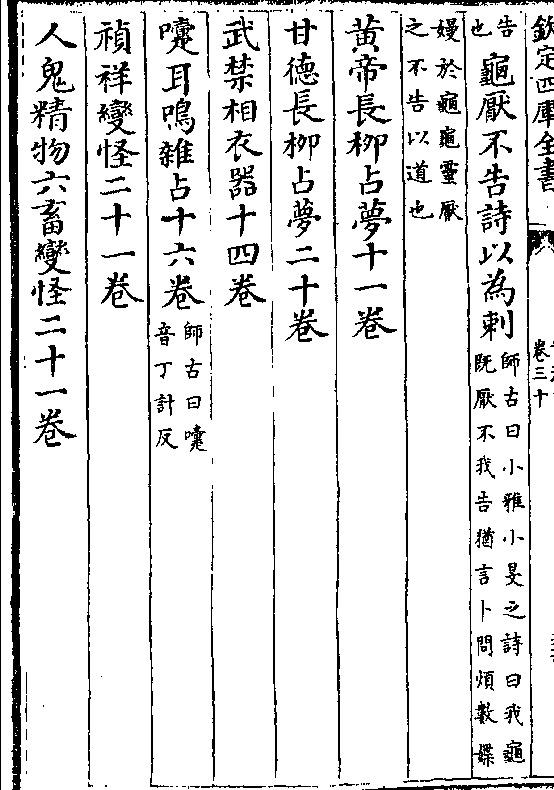 欽定四庫全書
卷三十
告也龜厭不告詩以為刺師古曰小雅小旻之詩曰我龜既厭不我告猶言卜問煩數媟
嫚於龜龜靈厭之不告以道也
黄帝長栁占夢十一卷
甘德長栁占夢二十卷
武禁相衣器十四卷
嚏耳鳴雜占十六卷師古曰嚏音丁計反
禎祥變怪二十一卷
人鬼精物六畜變怪二十一卷